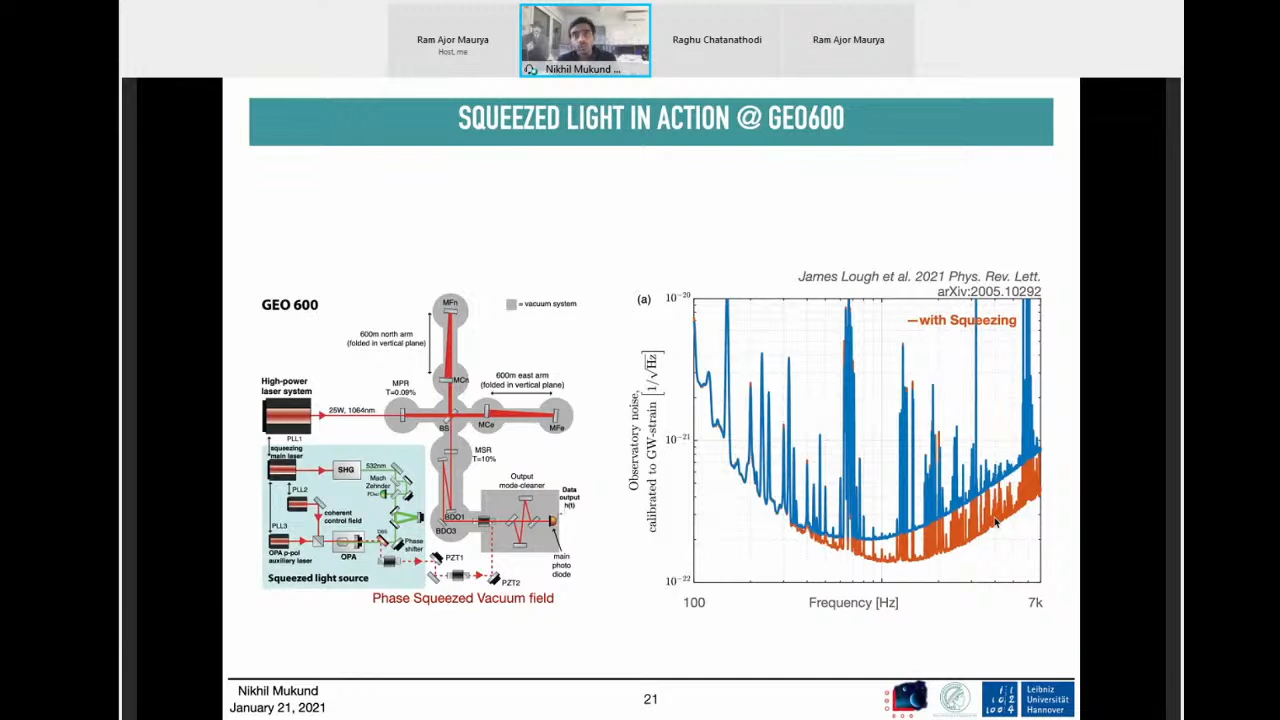 Ram Ajor Maurya
Host, me
Nikhil Mukund ...
Raghu Chatanathodi
Ram Ajor Maurya
SQUEEZED LIGHT IN ACTION @ GEO600
James Lough et al. 2021 Phys. Rev. Lett.
arXiv:2005.10292
GEO 600
MFn
= vacuum system
600m north arm
(folded in vertical plane)
MCn
600m east arm
(folded in vertical plane)
High-power
laser system
MPR
T=0.09%
25W, 1064nm
BS
MCe
MFe
PLL1
squeezing
main laser
SHG
532nm
Mach
Zehnder
PLL2
coherent
control field
PLL3
OPA p-pol
auxiliary laser
OPA
Phase
shifter
Squeezed light source
MSR
T=10%
Output
mode-cleaner
Data
output
h(t)
BDO1
BDO3
main
photo
diode
PZT1
PZT2
Phase Squeezed Vacuum field
(a)
10⁻²⁰
10⁻²¹
10⁻²²
Observatory noise,
calibrated to GW-strain [1/√Hz]
—with Squeezing
100
Frequency [Hz]
7k
Nikhil Mukund
January 21, 2021
21
Leibniz
Universität
Hannover